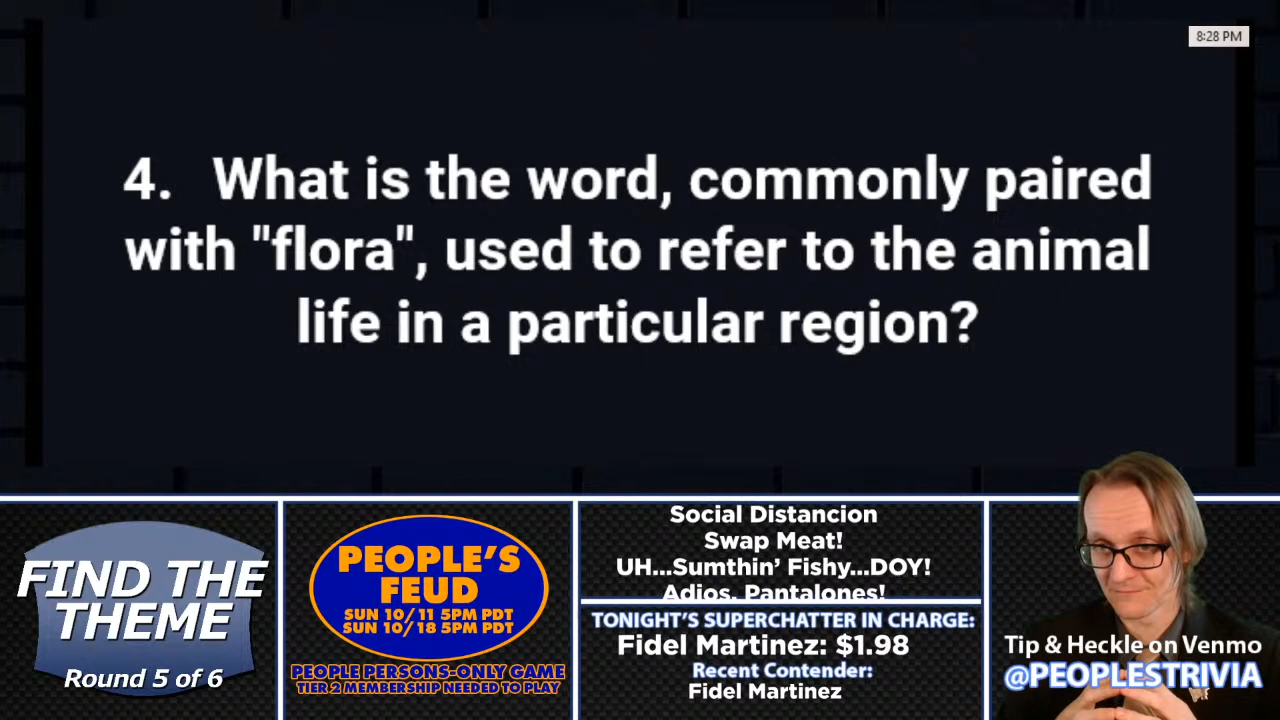 8:28 PM
4. What is the word, commonly paired
with "flora", used to refer to the animal
life in a particular region?
FIND THE
THEME
Round 5 of 6
PEOPLE'S
FEUD
SUN 10/11 5PM PDT
SUN 10/18 5PM PDT
PEOPLE PERSONS-ONLY GAME
TIER 2 MEMBERSHIP NEEDED TO PLAY
Social Distancion
Swap Meat!
UH...Sumthin' Fishy...DOY!
Adios, Pantalones!
TONIGHT'S SUPERCHATTER IN CHARGE:
Fidel Martinez: $1.98
Recent Contender:
Fidel Martinez
Tip & Heckle on Venmo
@PEOPLESTRIVIA